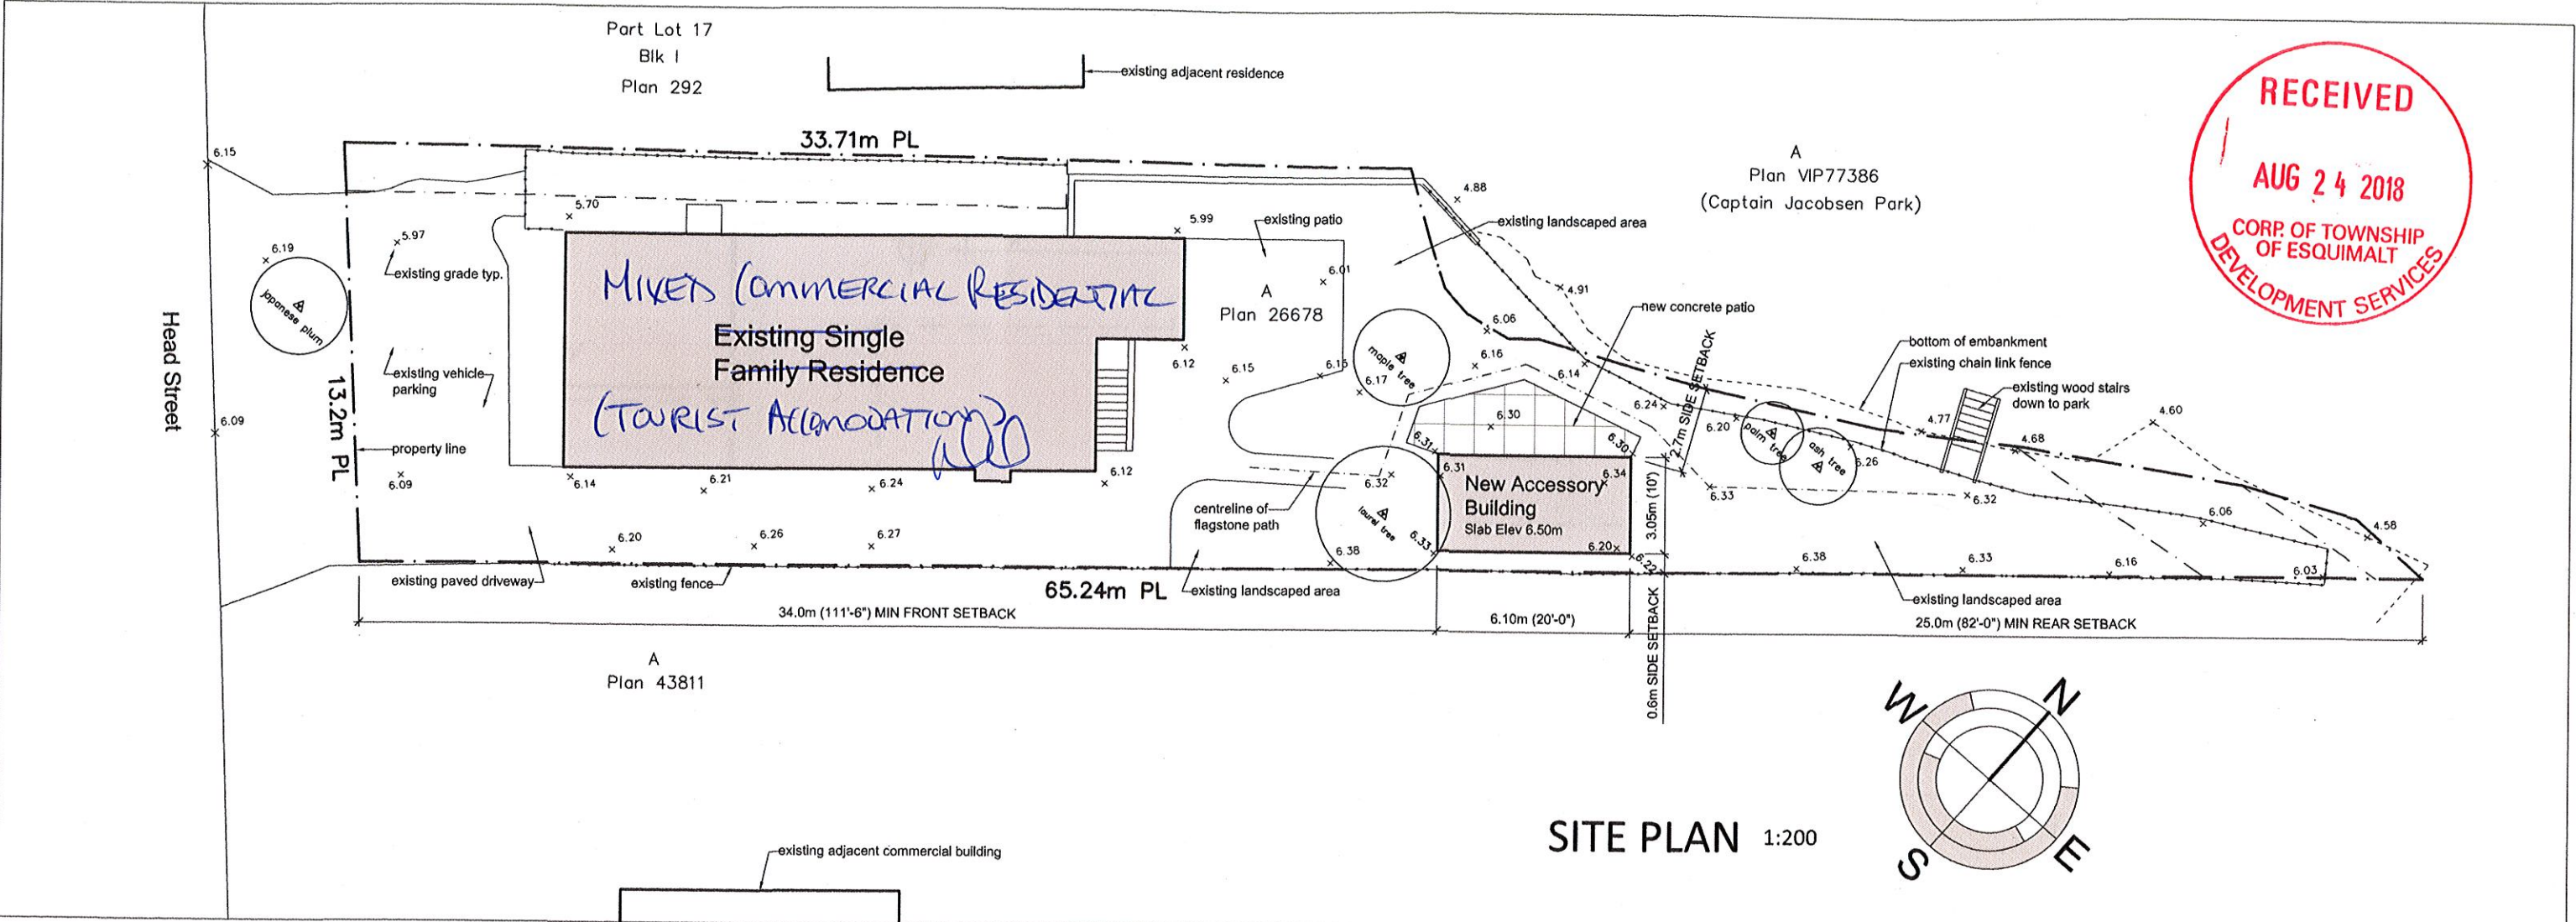 Part Lot 17
Blk I
Plan 292
existing adjacent residence
33.71m PL
6.15
A
Plan VIP77386
(Captain Jacobsen Park)
RECEIVED
AUG 24 2018
CORP. OF TOWNSHIP
OF ESQUIMALT
DEVELOPMENT SERVICES
5.70
5.97
6.19
existing grade typ.
japanese plum
Head Street
existing vehicle
parking
13.2m PL
property line
6.09
6.09
MIXED COMMERCIAL RESIDENTIAL
Existing Single
Family Residence
(TOURIST ACCOMODATION)
5.99
existing patio
6.01
A
Plan 26678
6.12
6.15
6.15
6.17
maple tree
4.88
existing landscaped area
4.91
6.06
6.16
6.14
new concrete patio
2.7m SIDE SETBACK
bottom of embankment
existing chain link fence
existing wood stairs
down to park
6.24
6.20
palm tree
ash tree
6.26
4.77
4.68
4.60
6.30
6.31
6.30
6.31
6.34
New Accessory
Building
Slab Elev 6.50m
6.33
6.20
6.22
3.05m (10')
6.33
6.32
6.06
4.58
6.14
6.21
6.24
6.12
6.32
centreline of
flagstone path
laurel tree
6.20
6.26
6.27
6.38
6.38
6.33
6.16
6.03
existing paved driveway
existing fence
65.24m PL
existing landscaped area
existing landscaped area
34.0m (111'-6") MIN FRONT SETBACK
6.10m (20'-0")
0.6m SIDE SETBACK
25.0m (82'-0") MIN REAR SETBACK
A
Plan 43811
W
N
S
E
SITE PLAN 1:200
existing adjacent commercial building